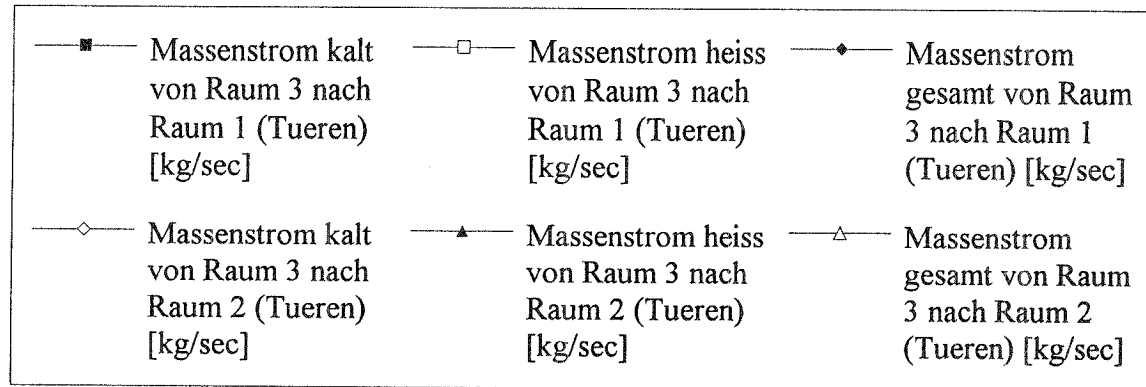 Massenstrom kalt
von Raum 3 nach
Raum 1 (Tueren)
[kg/sec]
Massenstrom heiss
von Raum 3 nach
Raum 1 (Tueren)
[kg/sec]
Massenstrom
gesamt von Raum
3 nach Raum 1
(Tueren) [kg/sec]
Massenstrom kalt
von Raum 3 nach
Raum 2 (Tueren)
[kg/sec]
Massenstrom heiss
von Raum 3 nach
Raum 2 (Tueren)
[kg/sec]
Massenstrom
gesamt von Raum
3 nach Raum 2
(Tueren) [kg/sec]